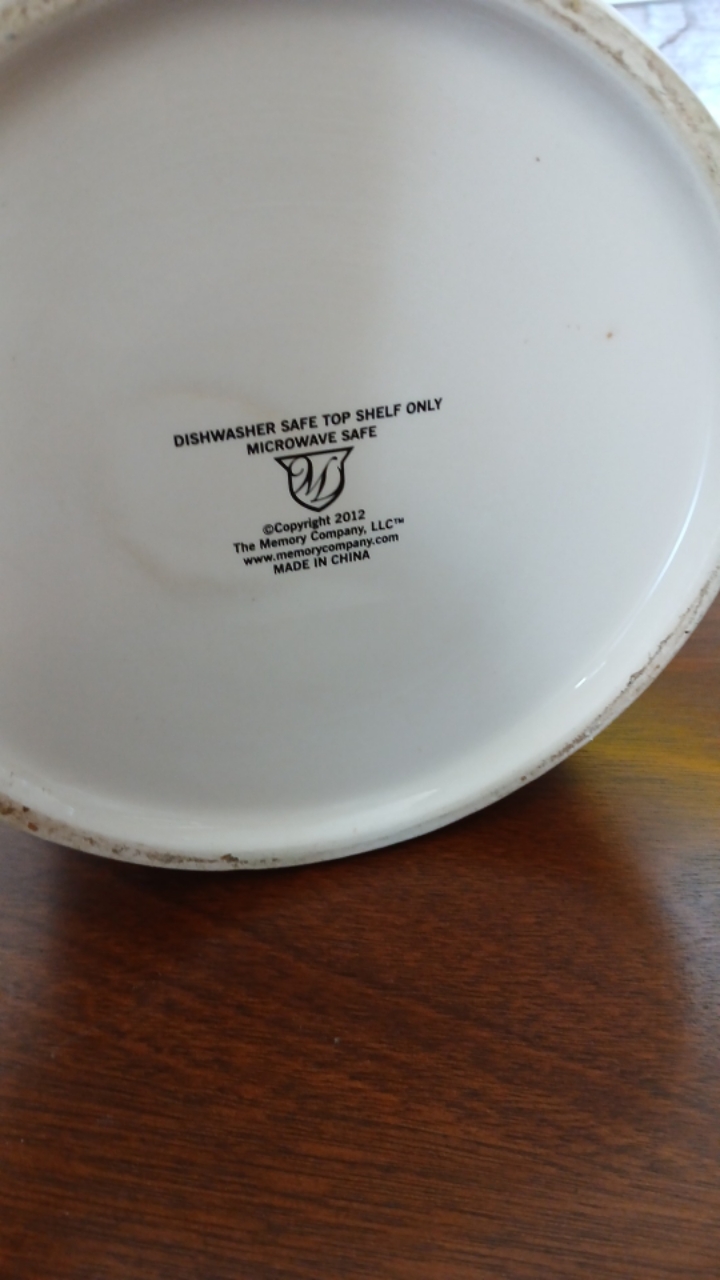 DISHWASHER SAFE TOP SHELF ONLY
MICROWAVE SAFE
M
©Copyright 2012
The Memory Company, LLC™
www.memorycompany.com
MADE IN CHINA